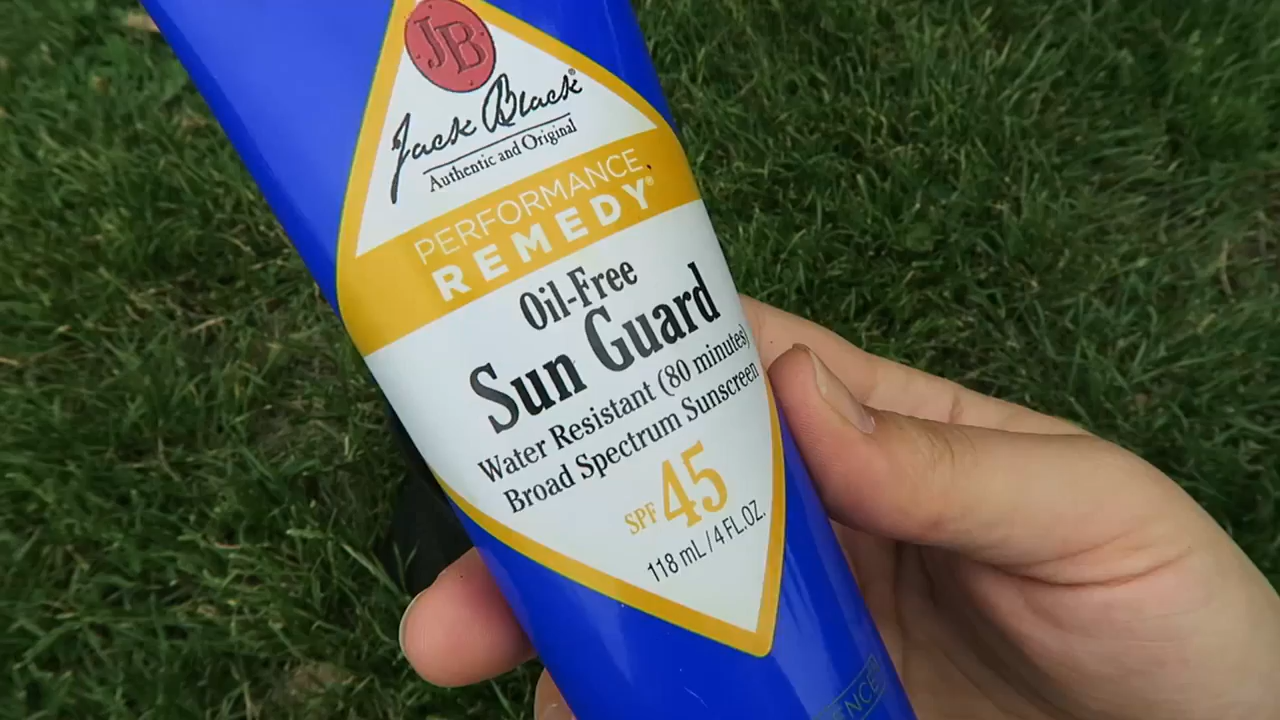 JB
Jack Black®
Authentic and Original
PERFORMANCE
REMEDY®
Oil-Free
Sun Guard
Water Resistant (80 minutes)
Broad Spectrum Sunscreen
SPF 45
118 mL / 4 FL.OZ.